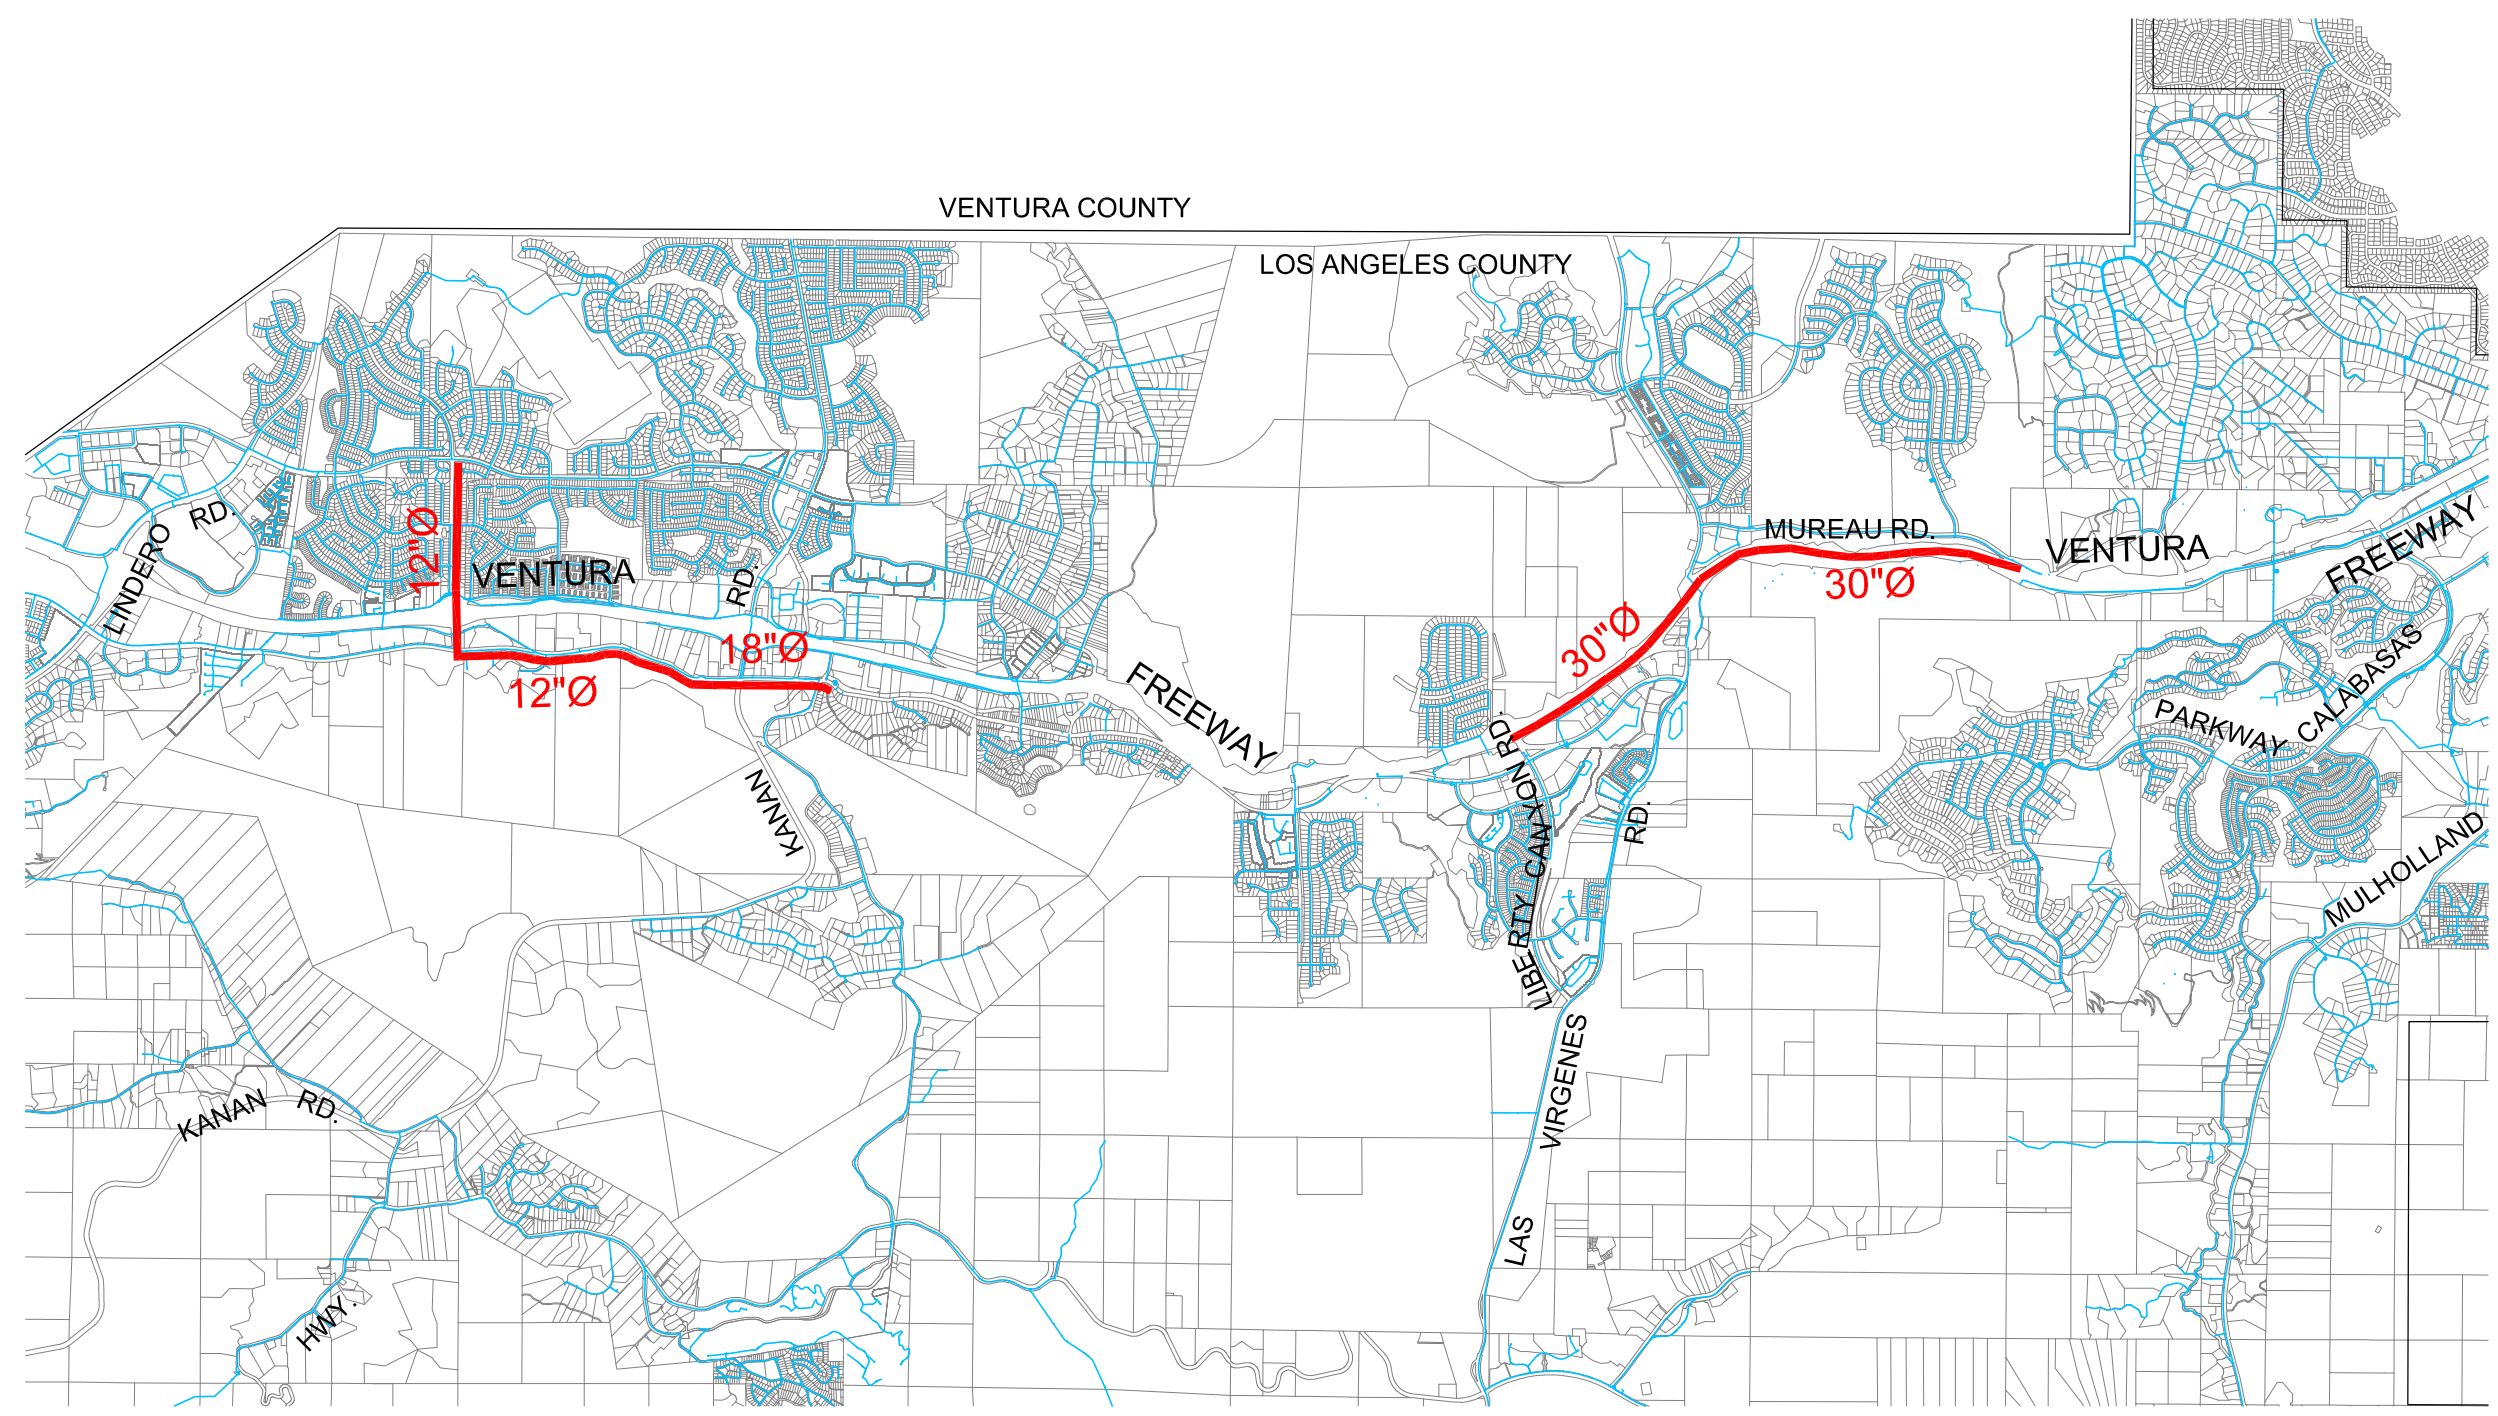 VENTURA COUNTY
LOS ANGELES COUNTY
LINDERO RD.
12"Ø
VENTURA
RD.
18"Ø
12"Ø
FREEWAY
30"Ø
MUREAU RD.
30"Ø
VENTURA
FREEWAY
PARKWAY CALABASAS
KANAN
LIBERTY CANYON RD.
RD.
MULHOLLAND
KANAN RD.
VIRGENES
LAS
HWY.